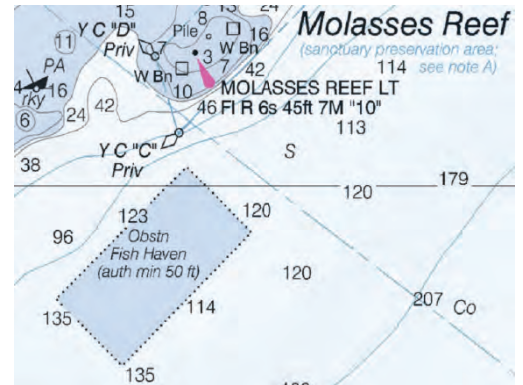 15
8
13
16
Molasses Reef
(sanctuary preservation area;
see note A)
11
Y C "D"
Priv
7
Pile
3
W Bn
PA
4
16
rky
W Bn
10
7
42
114
MOLASSES REEF LT
Fl R 6s 45ft 7M "10"
6
24
42
46
113
Y C "C"
Priv
S
38
179
120
123
120
96
Obstn
Fish Haven
(auth min 50 ft)
120
114
135
207
Co
135